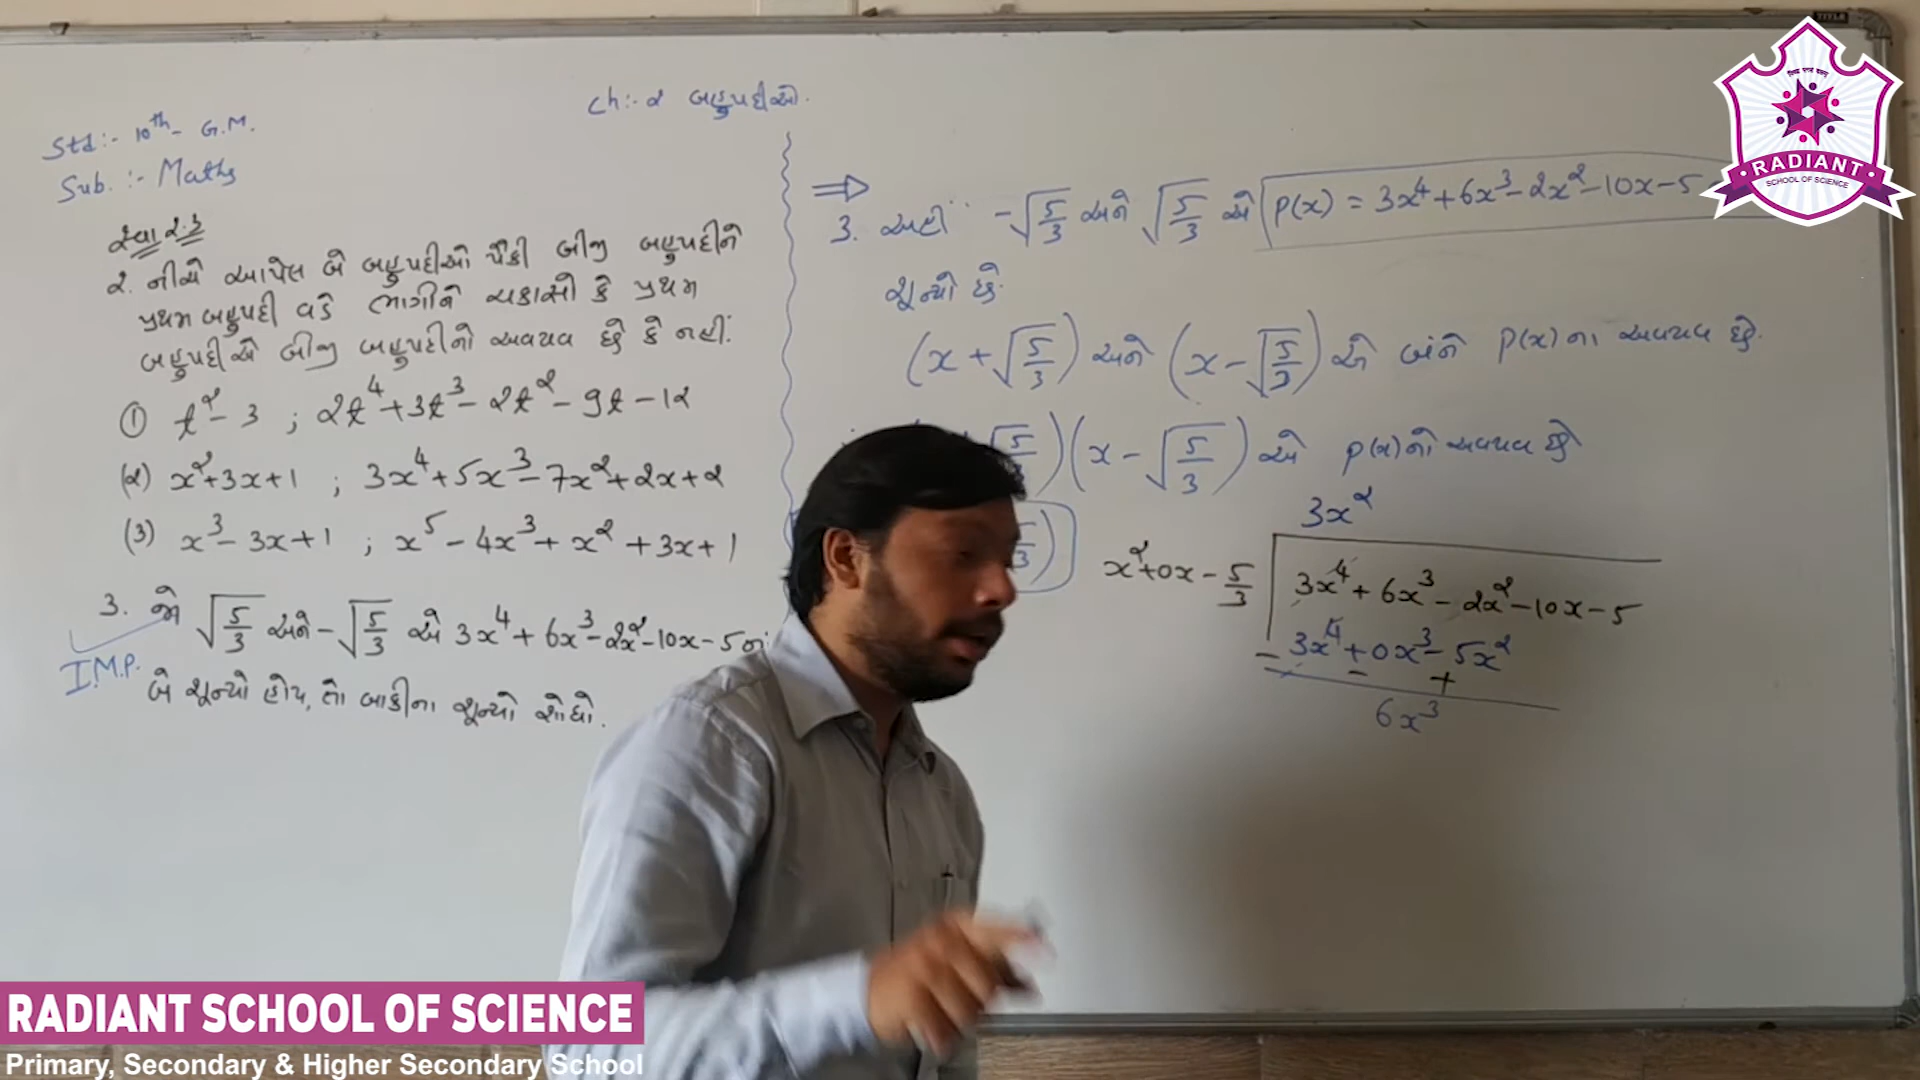 Ch:- ૨ બહુપદીઓ.
Std:- 10th - G.M.
Sub. :- Maths
સ્વા ૨.૩
૨. નીચે આપેલ બે બહુપદીઓ પૈકી બીજી બહુપદીને
પ્રથમ બહુપદી વડે ભાગીને ચકાસો કે પ્રથમ
બહુપદી એ બીજી બહુપદીનો અવયવ છે કે નહીં.
① t² - 3 ; 2t⁴ + 3t³ - 2t² - 9t - 12
(2) x² + 3x + 1 ; 3x⁴ + 5x³ - 7x² + 2x + 2
(3) x³ - 3x + 1 ; x⁵ - 4x³ + x² + 3x + 1
3. જો √5/3 અને - √5/3 એ 3x⁴ + 6x³ - 2x² - 10x - 5 નાં
I.M.P.
બે શૂન્યો હોય, તો બાકીના શૂન્યો શોધો.
⇒
3. અહીં -√5/3 અને √5/3 એ P(x) = 3x⁴ + 6x³ - 2x² - 10x - 5
શૂન્યો છે.
(x + √5/3) અને (x - √5/3) એ બંને P(x) ના અવયવ છે.
√5/3)(x - √5/3) એ P(x) નો અવયવ છે
3x²
x² + 0x - 5/3 3x⁴ + 6x³ - 2x² - 10x - 5
3x⁴ + 0x³ - 5x²
- - +
6x³
RADIANT
SCHOOL OF SCIENCE
RADIANT SCHOOL OF SCIENCE
Primary, Secondary & Higher Secondary School